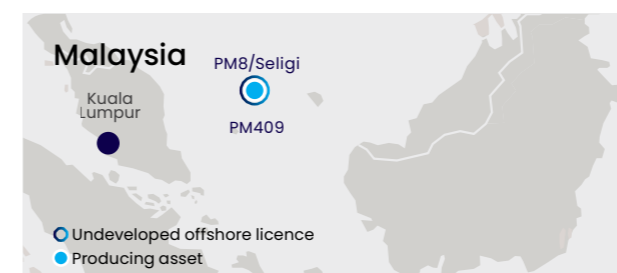 Malaysia
PM8/Seligi
Kuala
Lumpur
PM409
Undeveloped offshore licence
Producing asset